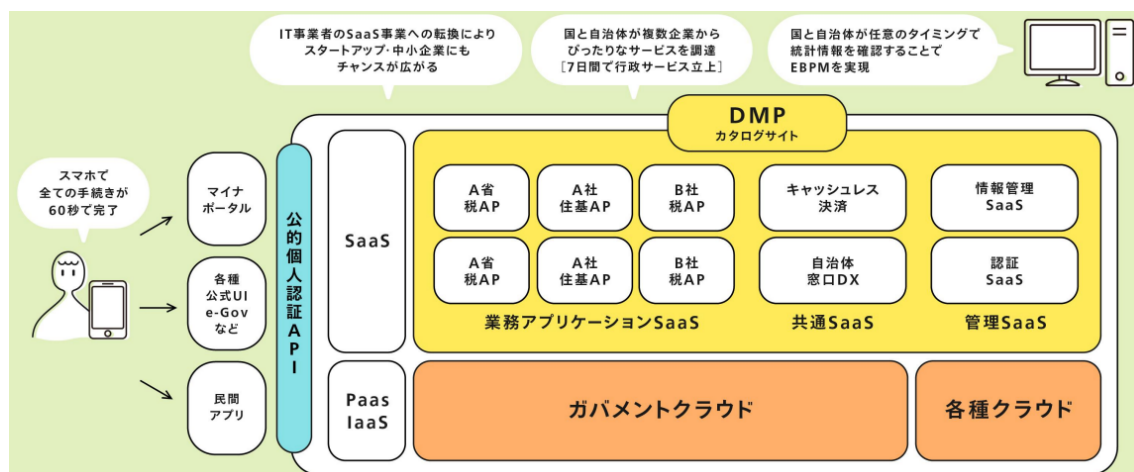 IT事業者のSaaS事業への転換により
スタートアップ・中小企業にも
チャンスが広がる
国と自治体が複数企業から
ぴったりなサービスを調達
[7日間で行政サービス立上]
国と自治体が任意のタイミングで
統計情報を確認することで
EBPMを実現
DMP
カタログサイト
スマホで
全ての手続きが
60秒で完了
マイナ
ポータル
各種
公式UI
e-Gov
など
民間
アプリ
公的個人認証API
SaaS
A省
税AP
A社
住基AP
B社
税AP
キャッシュレス
決済
情報管理
SaaS
A省
税AP
A社
住基AP
B社
税AP
自治体
窓口DX
認証
SaaS
業務アプリケーションSaaS
共通SaaS
管理SaaS
Paas
IaaS
ガバメントクラウド
各種クラウド